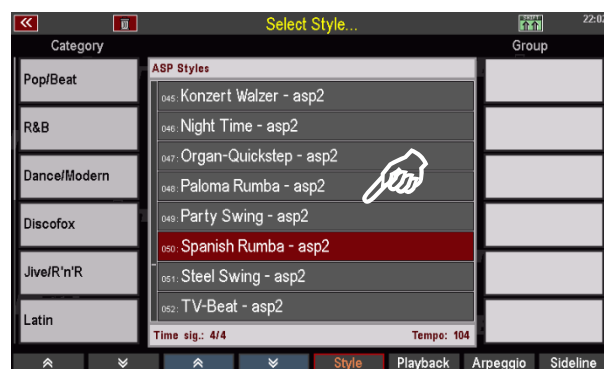 Select Style...
SHIFT
22:02
Category
Group
Pop/Beat
R&B
Dance/Modern
Discofox
Jive/R'n'R
Latin
ASP Styles
045: Konzert Walzer - asp2
046: Night Time - asp2
047: Organ-Quickstep - asp2
048: Paloma Rumba - asp2
049: Party Swing - asp2
050: Spanish Rumba - asp2
051: Steel Swing - asp2
052: TV-Beat - asp2
Time sig.: 4/4
Tempo: 104
Style
Playback
Arpeggio
Sideline